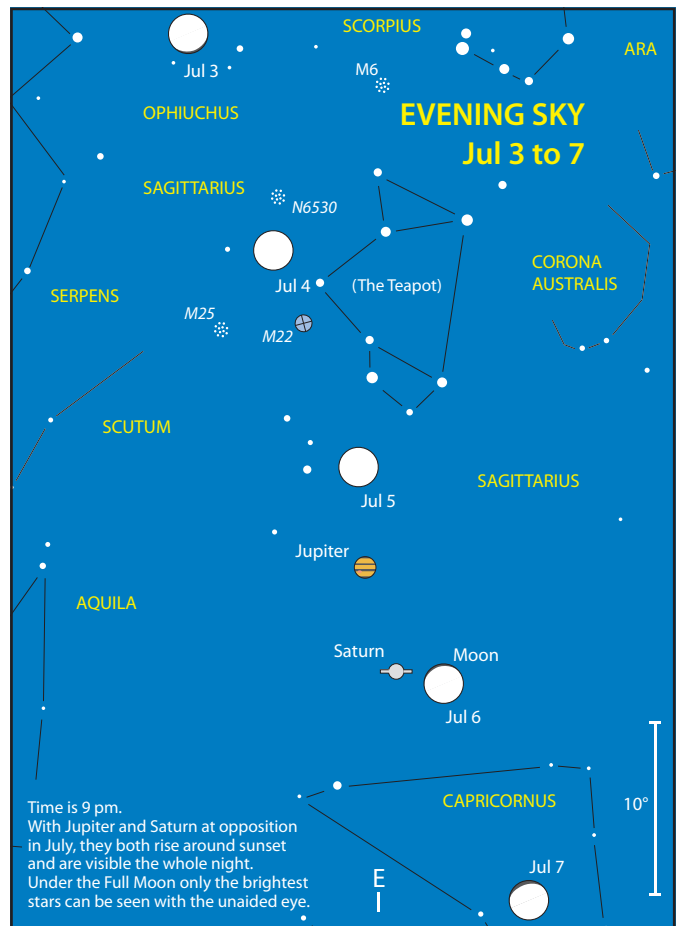 SCORPIUS
ARA
Jul 3
M6
OPHIUCHUS
EVENING SKY
Jul 3 to 7
SAGITTARIUS
N6530
CORONA
AUSTRALIS
Jul 4
(The Teapot)
SERPENS
M25
M22
SCUTUM
SAGITTARIUS
Jul 5
Jupiter
AQUILA
Saturn
Moon
Jul 6
CAPRICORNUS
10°
Time is 9 pm.
With Jupiter and Saturn at opposition
in July, they both rise around sunset
and are visible the whole night.
Under the Full Moon only the brightest
stars can be seen with the unaided eye.
E
Jul 7